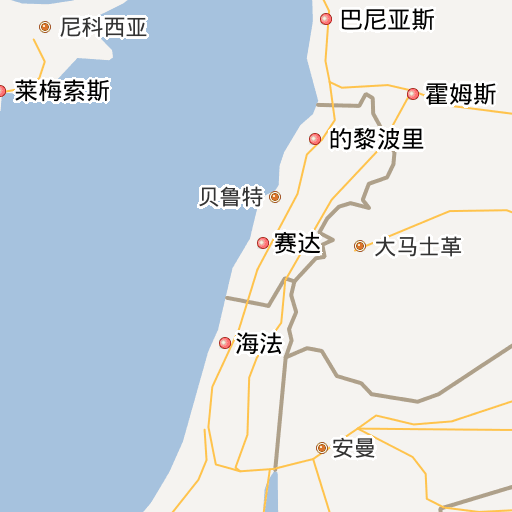 巴尼亚斯
尼科西亚
莱梅索斯
霍姆斯
的黎波里
贝鲁特
赛达
大马士革
海法
安曼